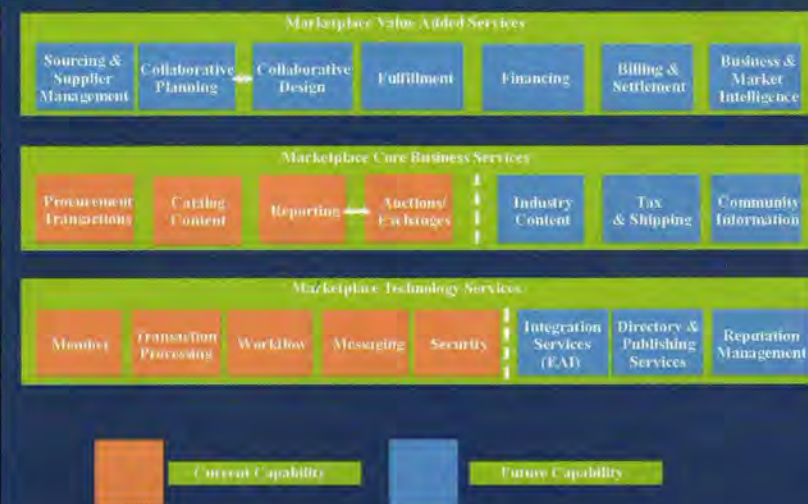 Marketplace Value Added Services
Sourcing &
Supplier
Management
Collaborative
Planning
Collaborative
Design
Fulfillment
Financing
Billing &
Settlement
Business &
Market
Intelligence
Marketplace Core Business Services
Procurement
Transactions
Catalog
Content
Reporting
Auctions/
Exchanges
Industry
Content
Tax
& Shipping
Community
Information
Marketplace Technology Services
Member
Transaction
Processing
Workflow
Messaging
Security
Integration
Services
(EAI)
Directory &
Publishing
Services
Reputation
Management
Current Capability
Future Capability